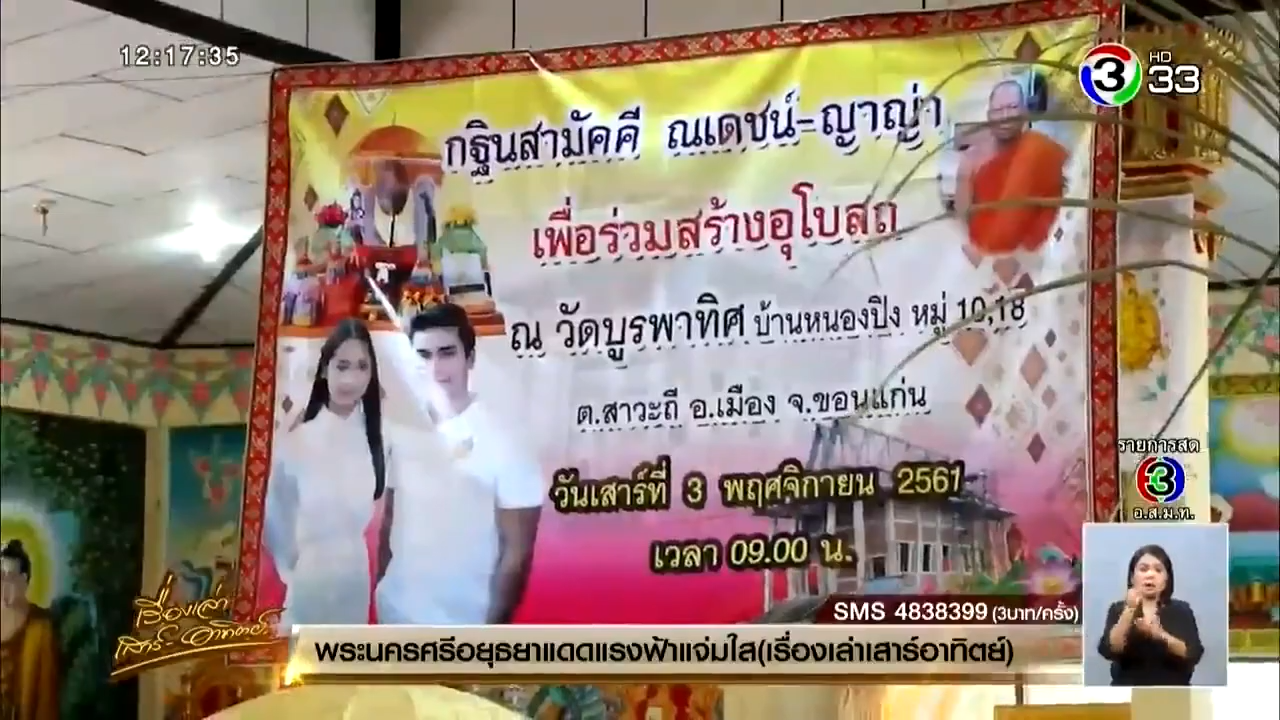 12:17:35
3 HD 33
กฐินสามัคคี ณเดชน์-ญาญ่า
เพื่อร่วมสร้างอุโบสถ
ณ วัดบูรพาทิศ บ้านหนองปิง หมู่ 10,18
ต.สาวะถี อ.เมือง จ.ขอนแก่น
วันเสาร์ที่ 3 พฤศจิกายน 2561
เวลา 09.00 น.
รายการสด
3
อ.ส.ม.ท.
SMS 4838399 (3บาท/ครั้ง)
เรื่องเล่า
เสาร์-อาทิตย์
พระนครศรีอยุธยาแดดแรงฟ้าแจ่มใส(เรื่องเล่าเสาร์อาทิตย์)